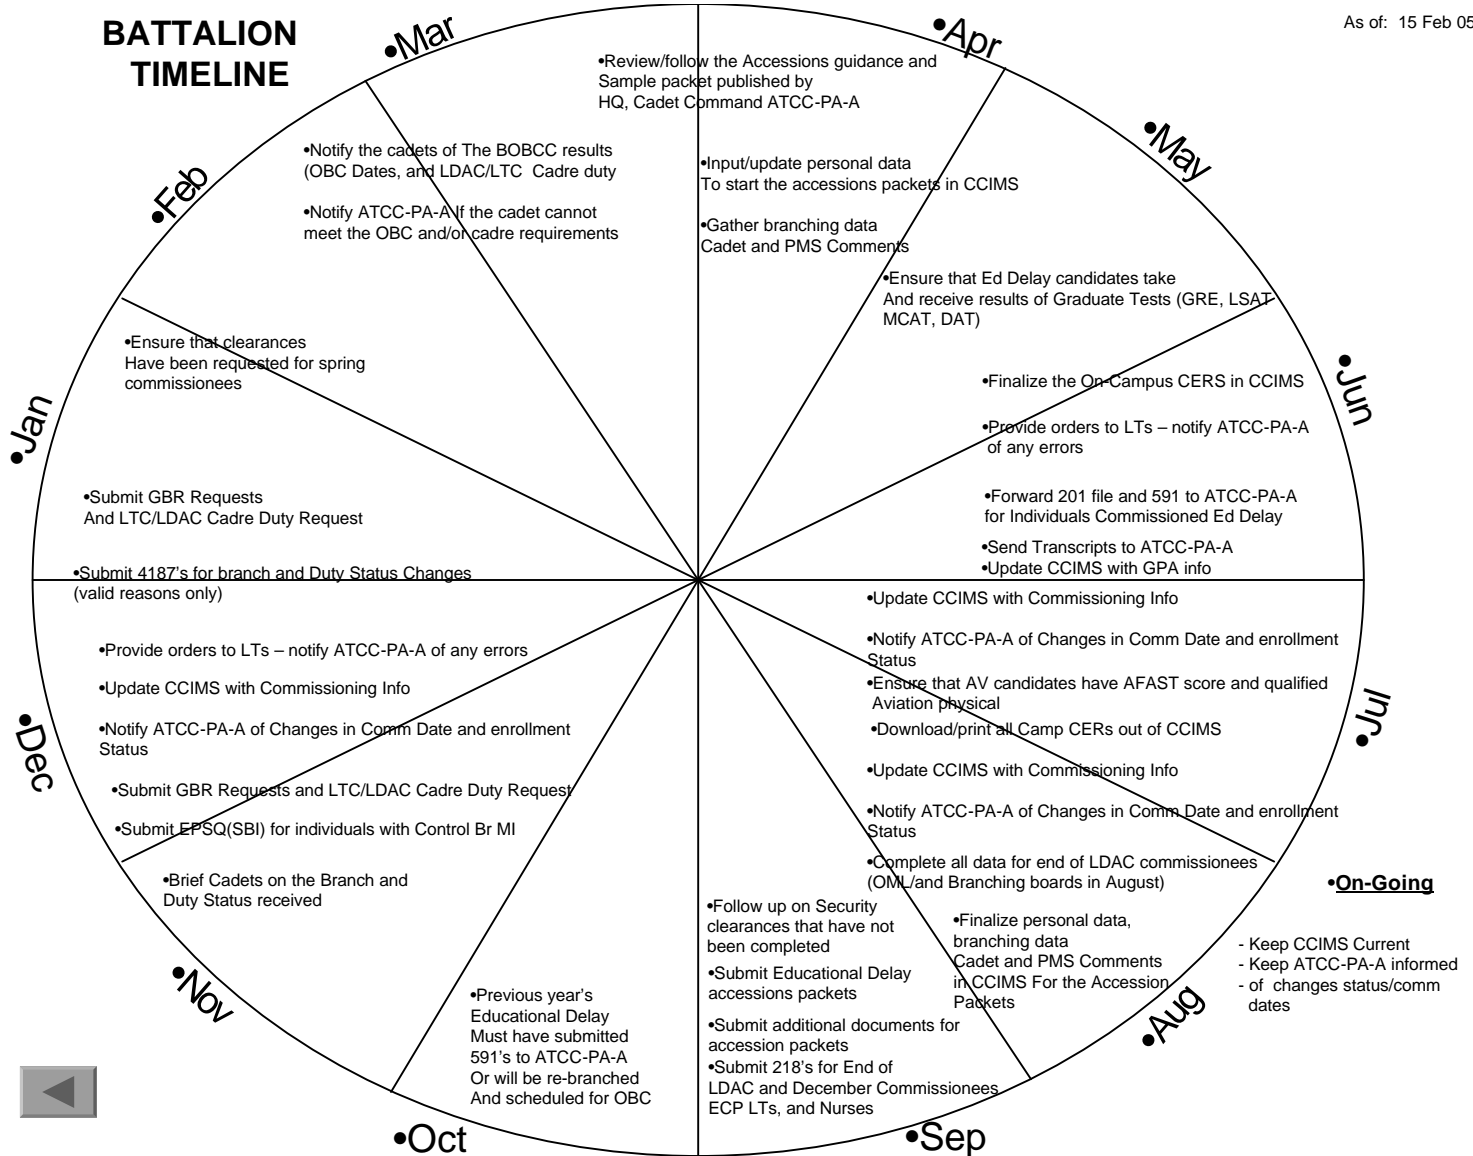 BATTALION
TIMELINE
As of:  15 Feb 05
•Mar
•Apr
•Review/follow the Accessions guidance and
Sample packet published by
HQ, Cadet Command ATCC-PA-A
•Input/update personal data
To start the accessions packets in CCIMS
•Gather branching data
Cadet and PMS Comments
•May
•Ensure that Ed Delay candidates take
And receive results of Graduate Tests (GRE, LSAT
MCAT, DAT)
•Jun
•Finalize the On-Campus CERS in CCIMS
•Provide orders to LTs – notify ATCC-PA-A
of any errors
•Forward 201 file and 591 to ATCC-PA-A
for Individuals Commissioned Ed Delay
•Send Transcripts to ATCC-PA-A
•Update CCIMS with GPA info
•Jul
•Update CCIMS with Commissioning Info
•Notify ATCC-PA-A of Changes in Comm Date and enrollment
Status
•Ensure that AV candidates have AFAST score and qualified
Aviation physical
•Download/print all Camp CERs out of CCIMS
•Update CCIMS with Commissioning Info
•Notify ATCC-PA-A of Changes in Comm Date and enrollment
Status
•Complete all data for end of LDAC commissionees
(OML/and Branching boards in August)
•Aug
•Finalize personal data,
branching data
Cadet and PMS Comments
in CCIMS For the Accession
Packets
•Sep
•Follow up on Security
clearances that have not
been completed
•Submit Educational Delay
accessions packets
•Submit additional documents for
accession packets
•Submit 218's for End of
LDAC and December Commissionees
ECP LTs, and Nurses
•Oct
•Previous year's
Educational Delay
Must have submitted
591's to ATCC-PA-A
Or will be re-branched
And scheduled for OBC
•Nov
•Brief Cadets on the Branch and
Duty Status received
•Dec
•Provide orders to LTs – notify ATCC-PA-A of any errors
•Update CCIMS with Commissioning Info
•Notify ATCC-PA-A of Changes in Comm Date and enrollment
Status
•Submit GBR Requests and LTC/LDAC Cadre Duty Request
•Submit EPSQ(SBI) for individuals with Control Br MI
•Jan
•Submit GBR Requests
And LTC/LDAC Cadre Duty Request
•Submit 4187's for branch and Duty Status Changes
(valid reasons only)
•Feb
•Ensure that clearances
Have been requested for spring
commissionees
•Notify the cadets of The BOBCC results
(OBC Dates, and LDAC/LTC  Cadre duty
•Notify ATCC-PA-A If the cadet cannot
meet the OBC and/or cadre requirements
•On-Going
- Keep CCIMS Current
- Keep ATCC-PA-A informed
- of  changes status/comm
dates